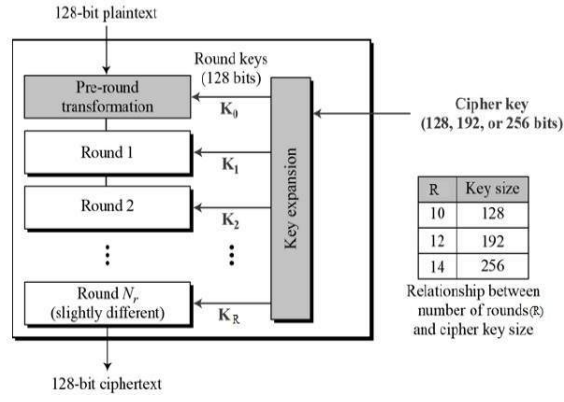 128-bit plaintext
Round keys
(128 bits)
Pre-round
transformation
K0
Cipher key
(128, 192, or 256 bits)
Round 1
K1
Key expansion
Round 2
K2
R Key size
10 128
12 192
14 256
Relationship between
number of rounds(R)
and cipher key size
Round Nr
(slightly different)
KR
128-bit ciphertext